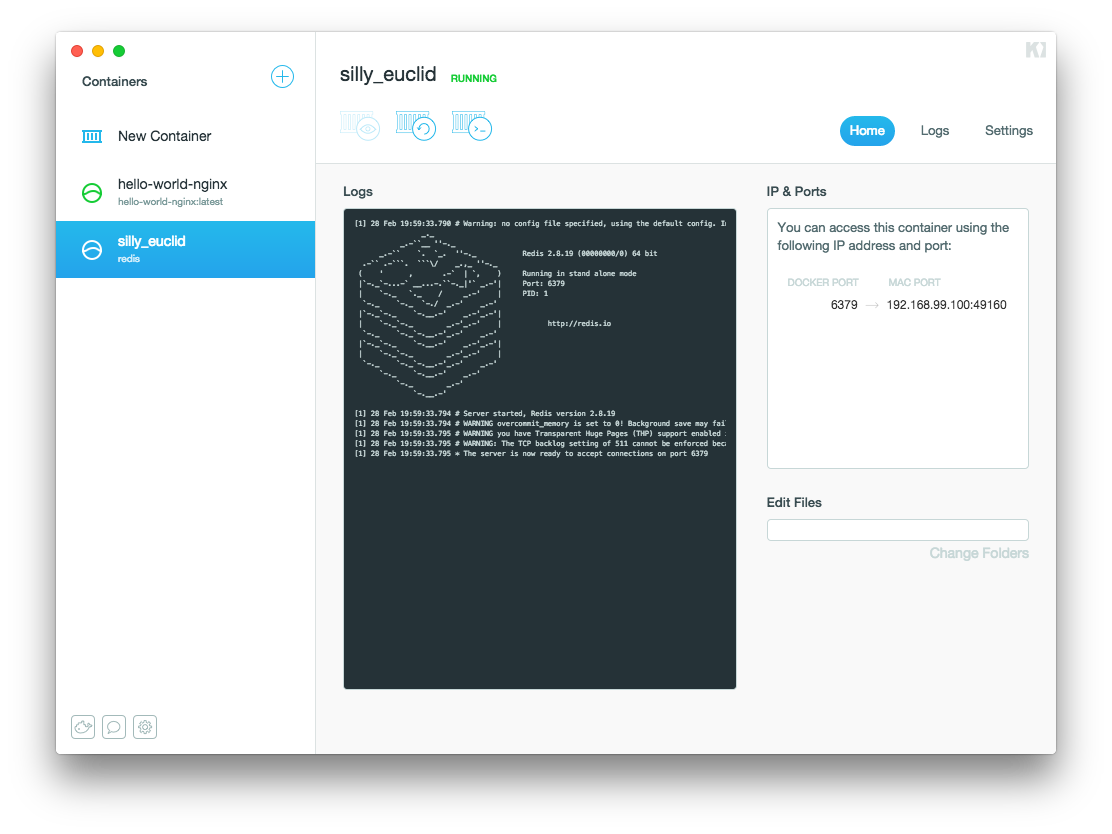 Containers
New Container
hello-world-nginx
hello-world-nginx:latest
silly_euclid
redis
silly_euclid RUNNING
Home Logs Settings
Logs
[1] 28 Feb 19:59:33.790 # Warning: no config file specified, using the default config. I
Redis 2.8.19 (00000000/0) 64 bit
Running in stand alone mode
Port: 6379
PID: 1
http://redis.io
[1] 28 Feb 19:59:33.794 # Server started, Redis version 2.8.19
[1] 28 Feb 19:59:33.794 # WARNING overcommit_memory is set to 0! Background save may fai
[1] 28 Feb 19:59:33.795 # WARNING you have Transparent Huge Pages (THP) support enabled
[1] 28 Feb 19:59:33.795 # WARNING: The TCP backlog setting of 511 cannot be enforced bec
[1] 28 Feb 19:59:33.795 * The server is now ready to accept connections on port 6379
IP & Ports
You can access this container using the
following IP address and port:
DOCKER PORT MAC PORT
6379 → 192.168.99.100:49160
Edit Files
Change Folders